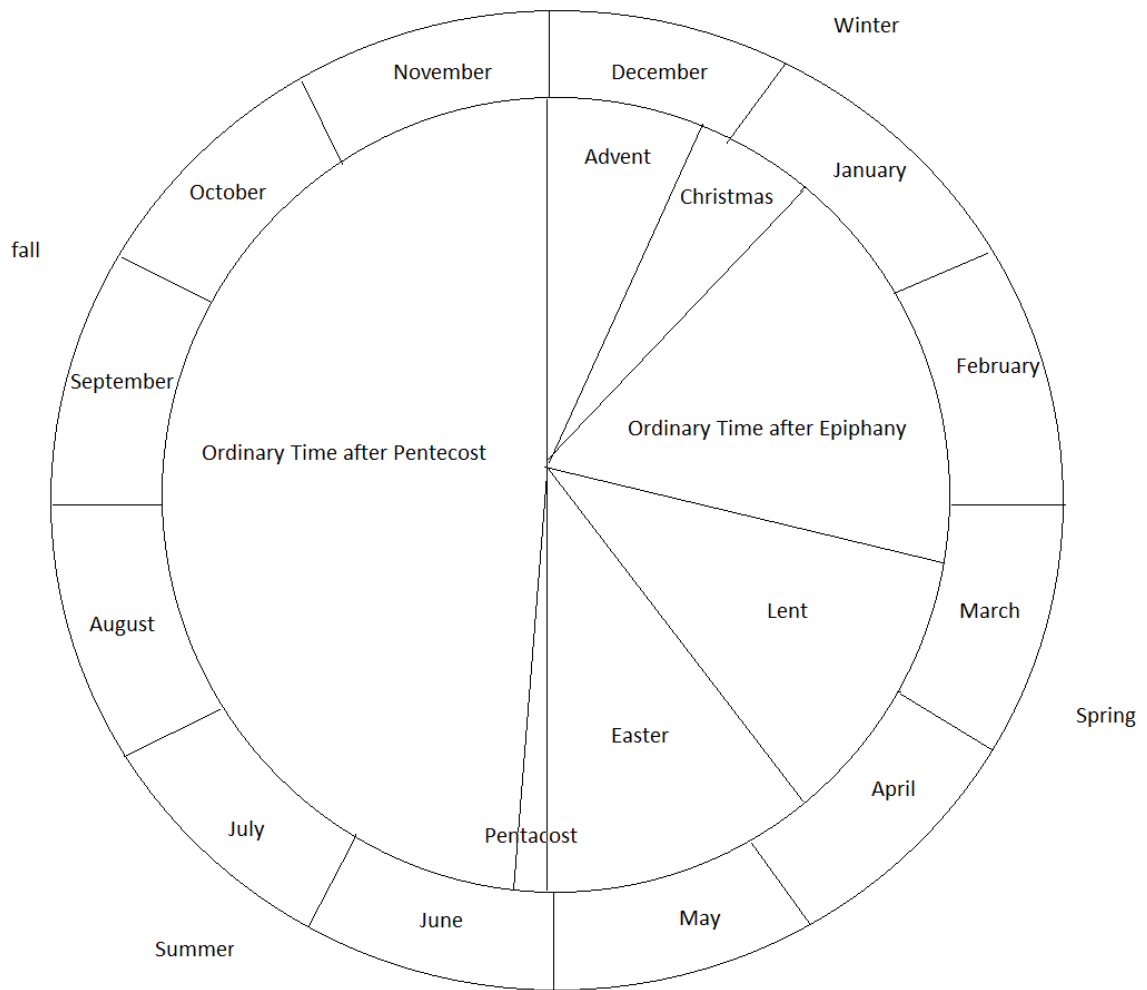 Winter
November
December
Advent
January
Christmas
October
fall
February
September
Ordinary Time after Epiphany
Ordinary Time after Pentecost
Lent
March
August
Spring
Easter
April
July
Pentacost
May
June
Summer